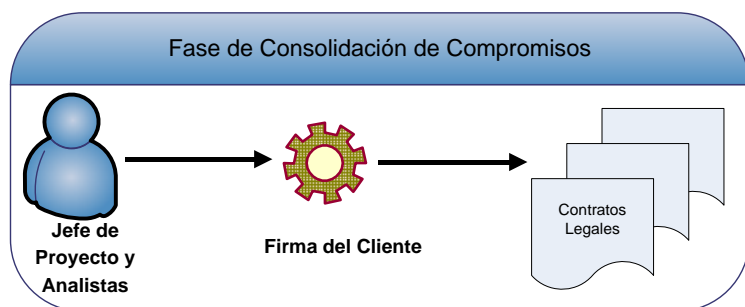 Fase de Consolidación de Compromisos
Jefe de
Proyecto y
Analistas
Firma del Cliente
Contratos
Legales